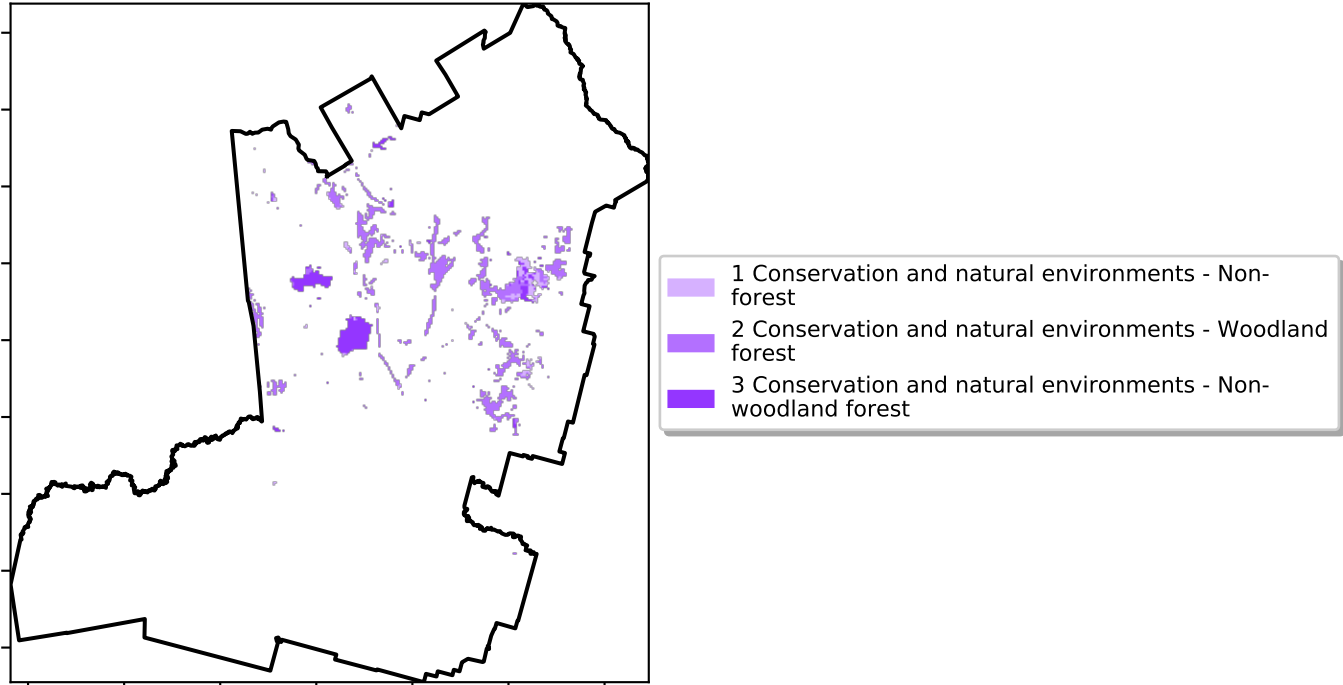 1 Conservation and natural environments - Non-
forest
2 Conservation and natural environments - Woodland
forest
3 Conservation and natural environments - Non-
woodland forest